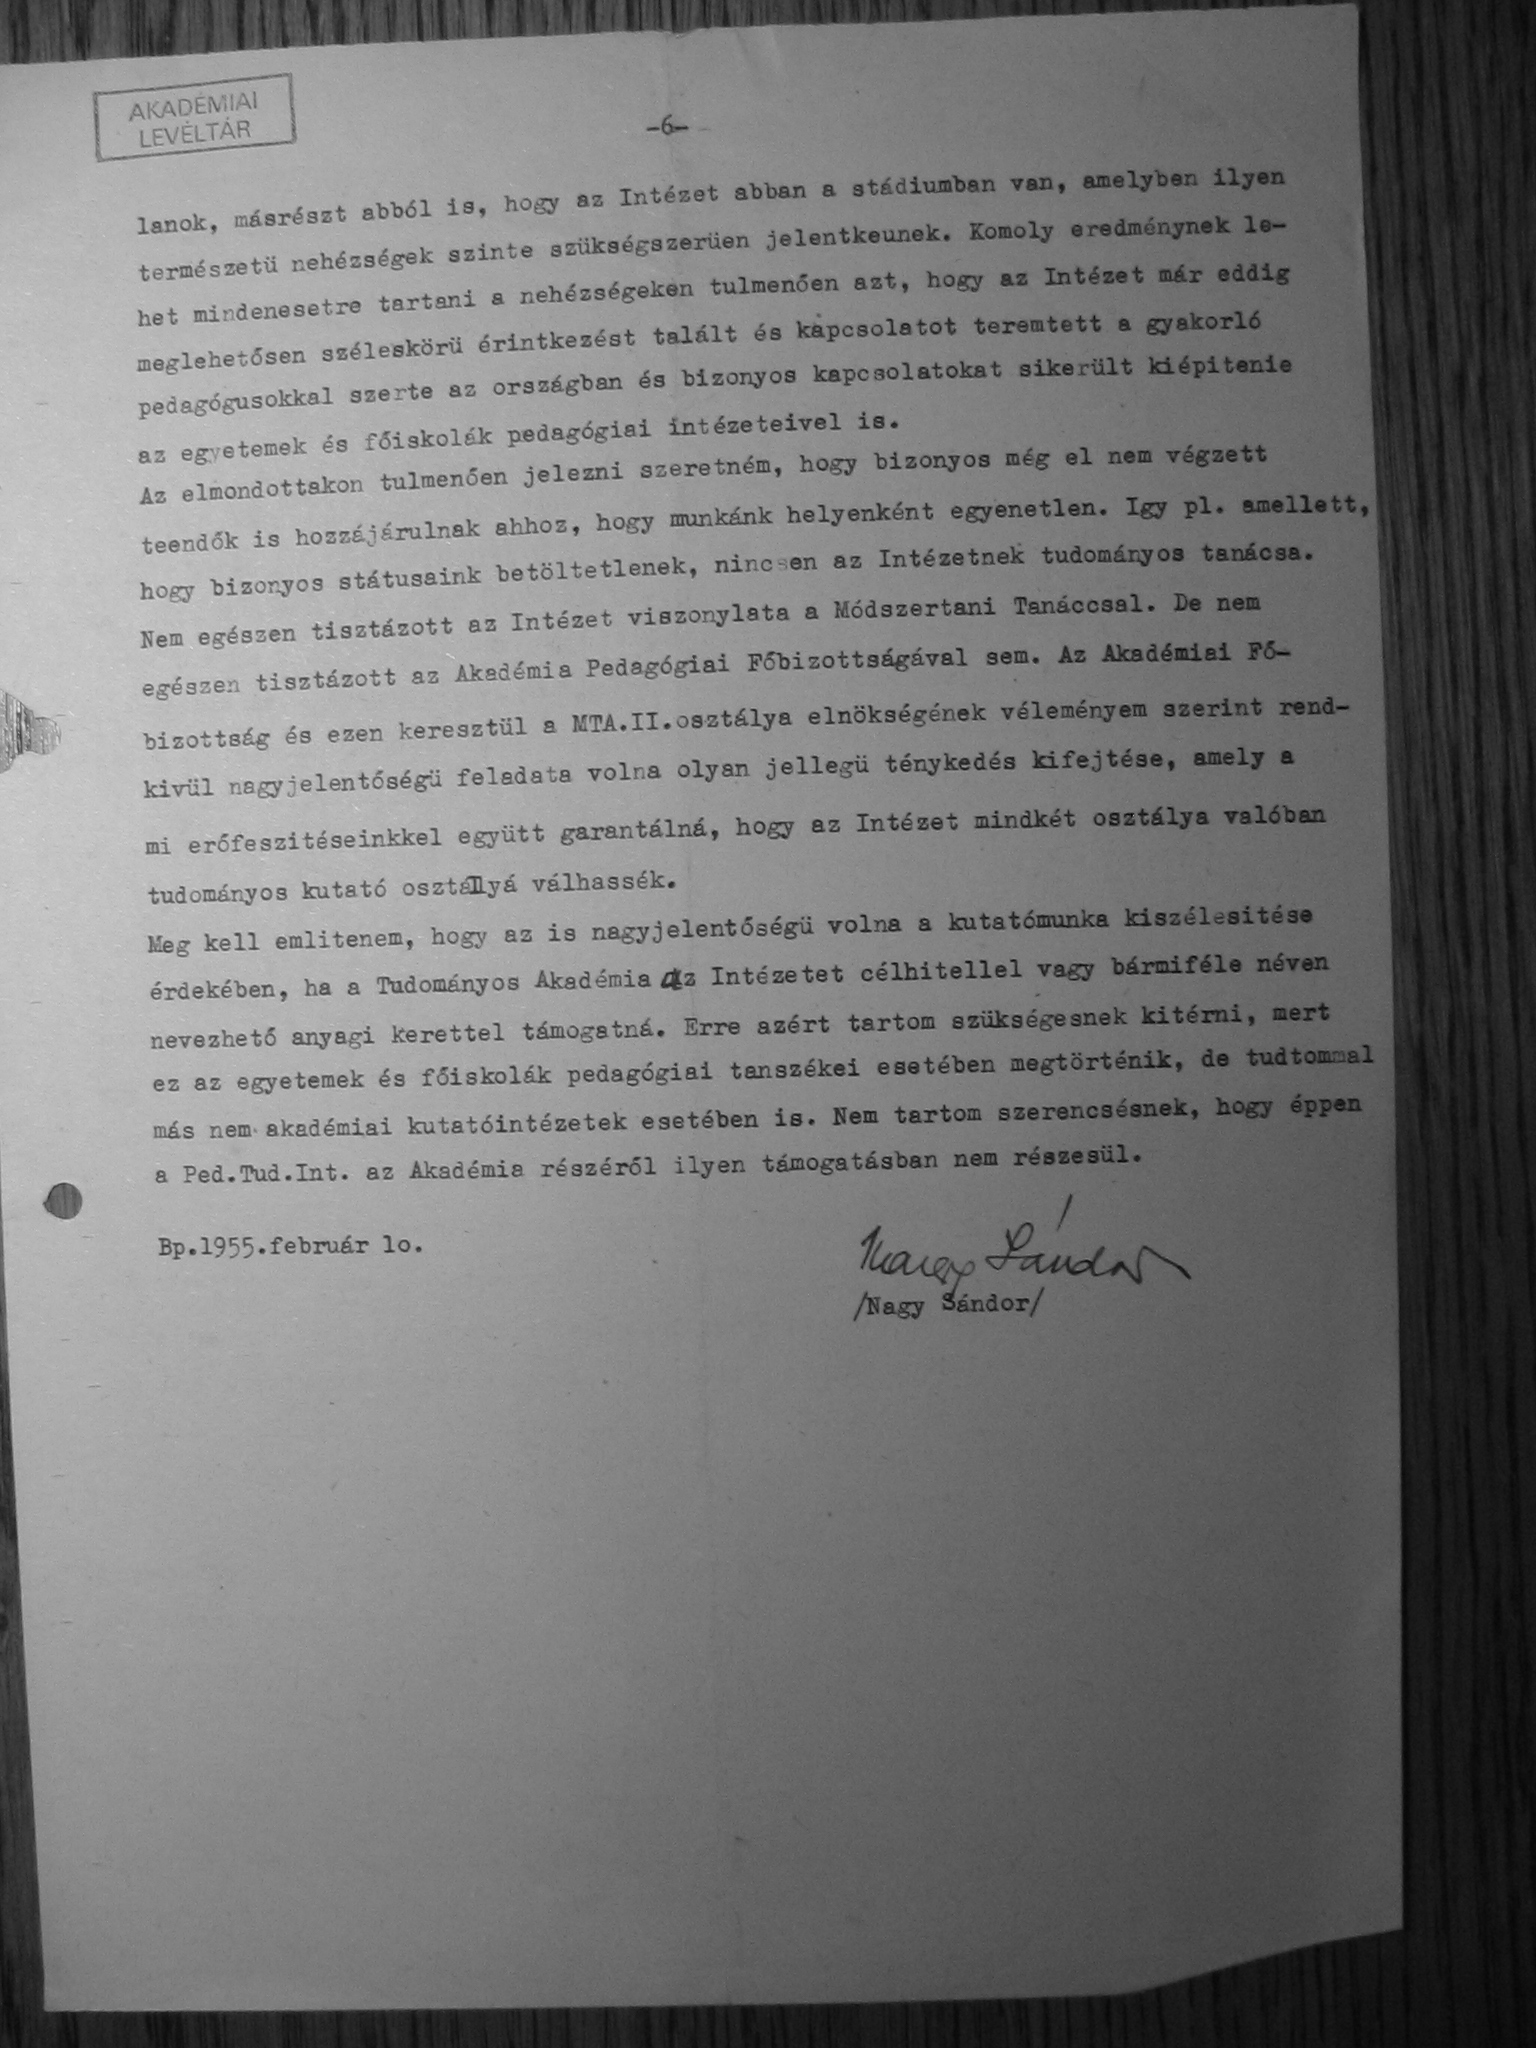 AKADÉMIAI
LEVÉLTÁR
-6-
lanok, másrészt abból is, hogy az Intézet abban a stádiumban van, amelyben ilyen
természetü nehézségek szinte szükségszerüen jelentkeunek. Komoly eredménynek le-
het mindenesetre tartani a nehézségeken tulmenően azt, hogy az Intézet már eddig
meglehetősen széleskörü érintkezést talált és kapcsolatot teremtett a gyakorló
pedagógusokkal szerte az országban és bizonyos kapcsolatokat sikerült kiépitenie
az egyetemek és főiskolák pedagógiai intézeteivel is.
Az elmondottakon tulmenően jelezni szeretném, hogy bizonyos még el nem végzett
teendők is hozzájárulnak ahhoz, hogy munkánk helyenként egyenetlen. Igy pl. amellett,
hogy bizonyos státusaink betöltetlenek, nincsen az Intézetnek tudományos tanácsa.
Nem egészen tisztázott az Intézet viszonylata a Módszertani Tanáccsal. De nem
egészen tisztázott az Akadémia Pedagógiai Főbizottságával sem. Az Akadémiai Fő-
bizottság és ezen keresztül a MTA.II.osztálya elnökségének véleményem szerint rend-
kivül nagyjelentőségü feladata volna olyan jellegü ténykedés kifejtése, amely a
mi erőfeszitéseinkkel együtt garantálná, hogy az Intézet mindkét osztálya valóban
tudományos kutató osztállyá válhassék.
Meg kell emlitenem, hogy az is nagyjelentőségü volna a kutatómunka kiszélesitése
érdekében, ha a Tudományos Akadémia az Intézetet célhitellel vagy bármiféle néven
nevezhető anyagi kerettel támogatná. Erre azért tartom szükségesnek kitérni, mert
ez az egyetemek és főiskolák pedagógiai tanszékei esetében megtörténik, de tudtommal
más nem akadémiai kutatóintézetek esetében is. Nem tartom szerencsésnek, hogy éppen
a Ped.Tud.Int. az Akadémia részéről ilyen támogatásban nem részesül.
Bp.1955.február lo.
Nagy Sándor
/Nagy Sándor/